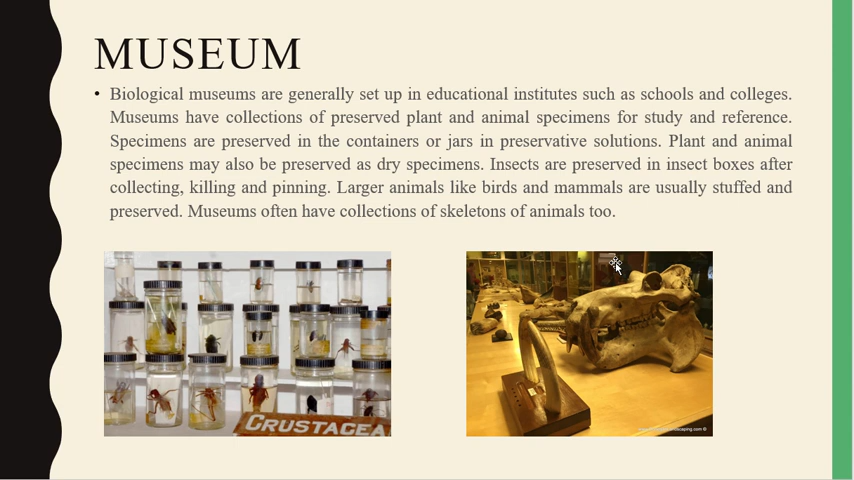 MUSEUM
• Biological museums are generally set up in educational institutes such as schools and colleges.
Museums have collections of preserved plant and animal specimens for study and reference.
Specimens are preserved in the containers or jars in preservative solutions. Plant and animal
specimens may also be preserved as dry specimens. Insects are preserved in insect boxes after
collecting, killing and pinning. Larger animals like birds and mammals are usually stuffed and
preserved. Museums often have collections of skeletons of animals too.
CRUSTACEA